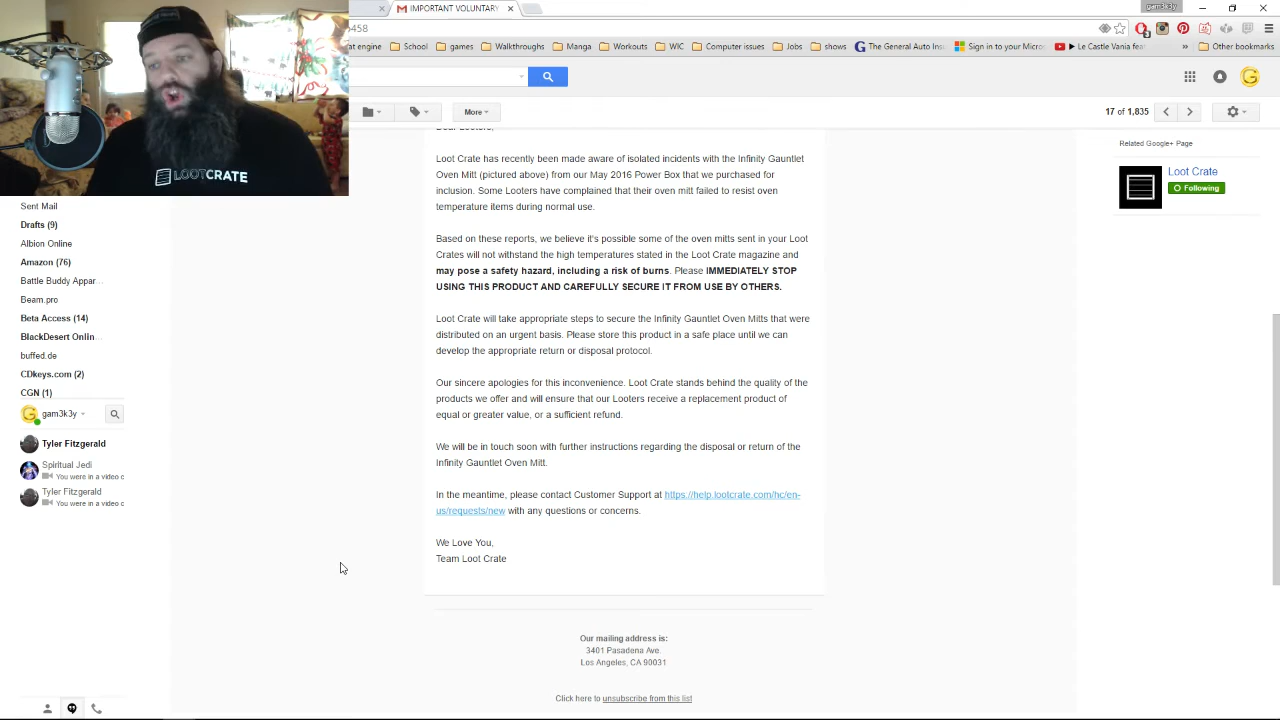 IMPORTANT VOLUNTARY
gam3k3y
458
at engine
School
games
Walkthroughs
Manga
Workouts
WIC
Computer issues
Jobs
shows
The General Auto Ins
Sign in to your Micro
► Le Castle Vania fea
»
Other bookmarks
More
17 of 1,835
LOOTCRATE
Dear Looters,
Loot Crate has recently been made aware of isolated incidents with the Infinity Gauntlet
Oven Mitt (pictured above) from our May 2016 Power Box that we purchased for
inclusion. Some Looters have complained that their oven mitt failed to resist oven
temperature items during normal use.
Based on these reports, we believe it's possible some of the oven mitts sent in your Loot
Crates will not withstand the high temperatures stated in the Loot Crate magazine and
may pose a safety hazard, including a risk of burns. Please IMMEDIATELY STOP
USING THIS PRODUCT AND CAREFULLY SECURE IT FROM USE BY OTHERS.
Loot Crate will take appropriate steps to secure the Infinity Gauntlet Oven Mitts that were
distributed on an urgent basis. Please store this product in a safe place until we can
develop the appropriate return or disposal protocol.
Our sincere apologies for this inconvenience. Loot Crate stands behind the quality of the
products we offer and will ensure that our Looters receive a replacement product of
equal or greater value, or a sufficient refund.
We will be in touch soon with further instructions regarding the disposal or return of the
Infinity Gauntlet Oven Mitt.
In the meantime, please contact Customer Support at https://help.lootcrate.com/hc/en-
us/requests/new with any questions or concerns.
We Love You,
Team Loot Crate
Our mailing address is:
3401 Pasadena Ave.
Los Angeles, CA 90031
Click here to unsubscribe from this list
Related Google+ Page
Loot Crate
Following
Sent Mail
Drafts (9)
Albion Online
Amazon (76)
Battle Buddy Appar...
Beam.pro
Beta Access (14)
BlackDesert Onlin...
buffed.de
CDkeys.com (2)
CGN (1)
gam3k3y
Tyler Fitzgerald
Spiritual Jedi
You were in a video c
Tyler Fitzgerald
You were in a video c